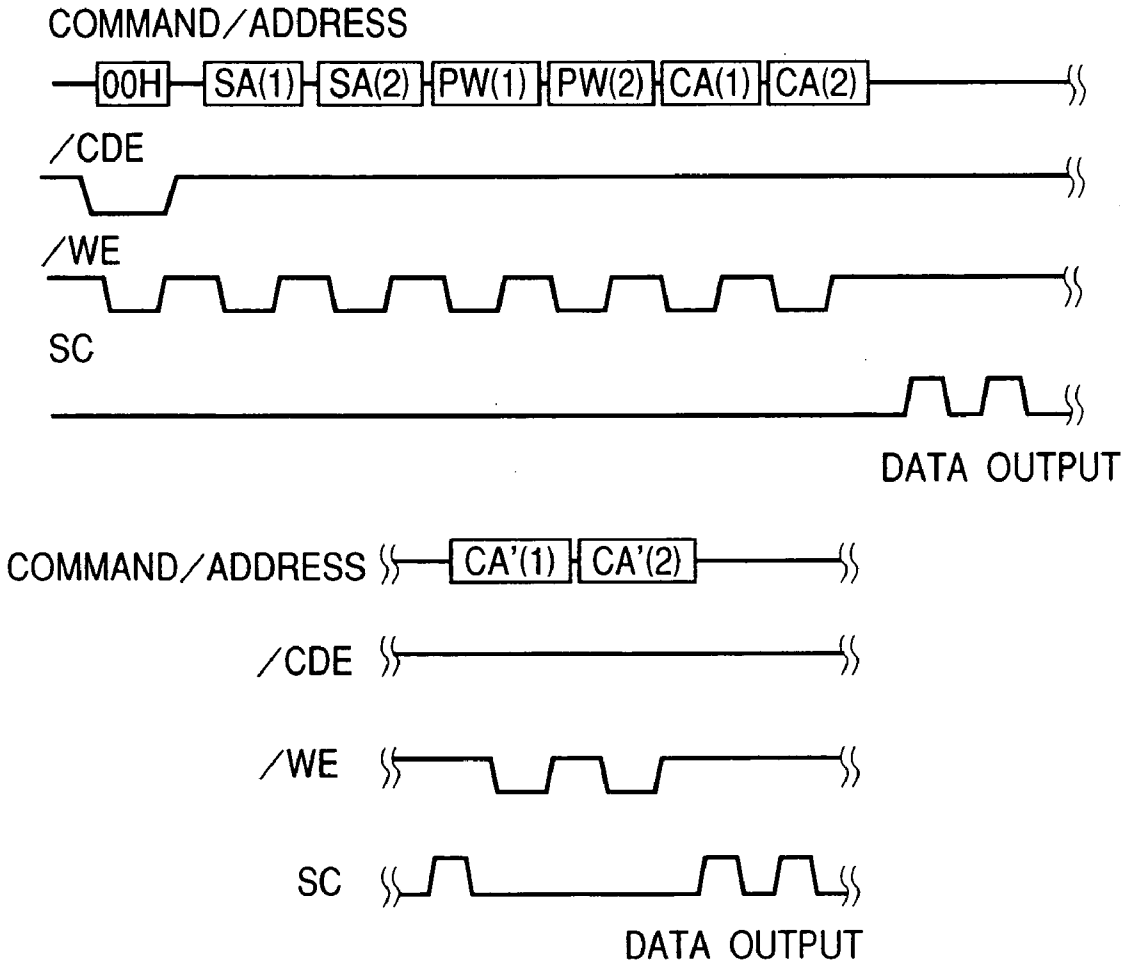 COMMAND/ADDRESS
00H SA(1) SA(2) PW(1) PW(2) CA(1) CA(2)
/CDE
/WE
SC
DATA OUTPUT
COMMAND/ADDRESS CA'(1) CA'(2)
/CDE
/WE
SC
DATA OUTPUT